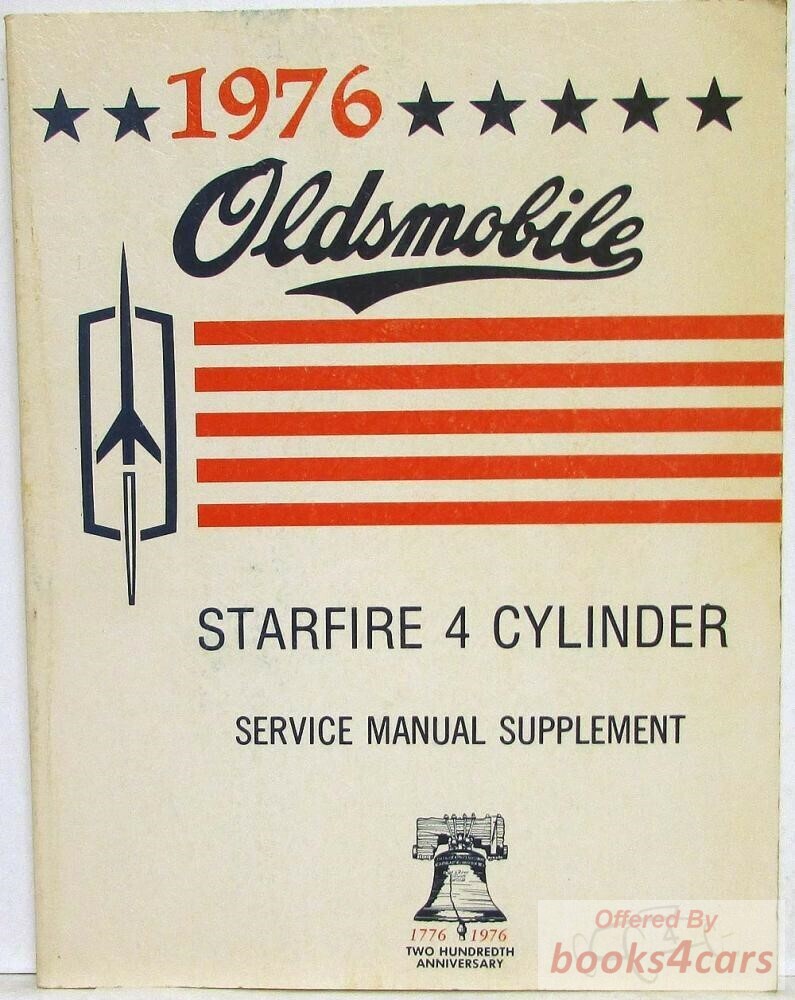 1976
Oldsmobile
STARFIRE 4 CYLINDER
SERVICE MANUAL SUPPLEMENT
1776 1976
TWO HUNDREDTH
ANNIVERSARY
Offered By
books4cars